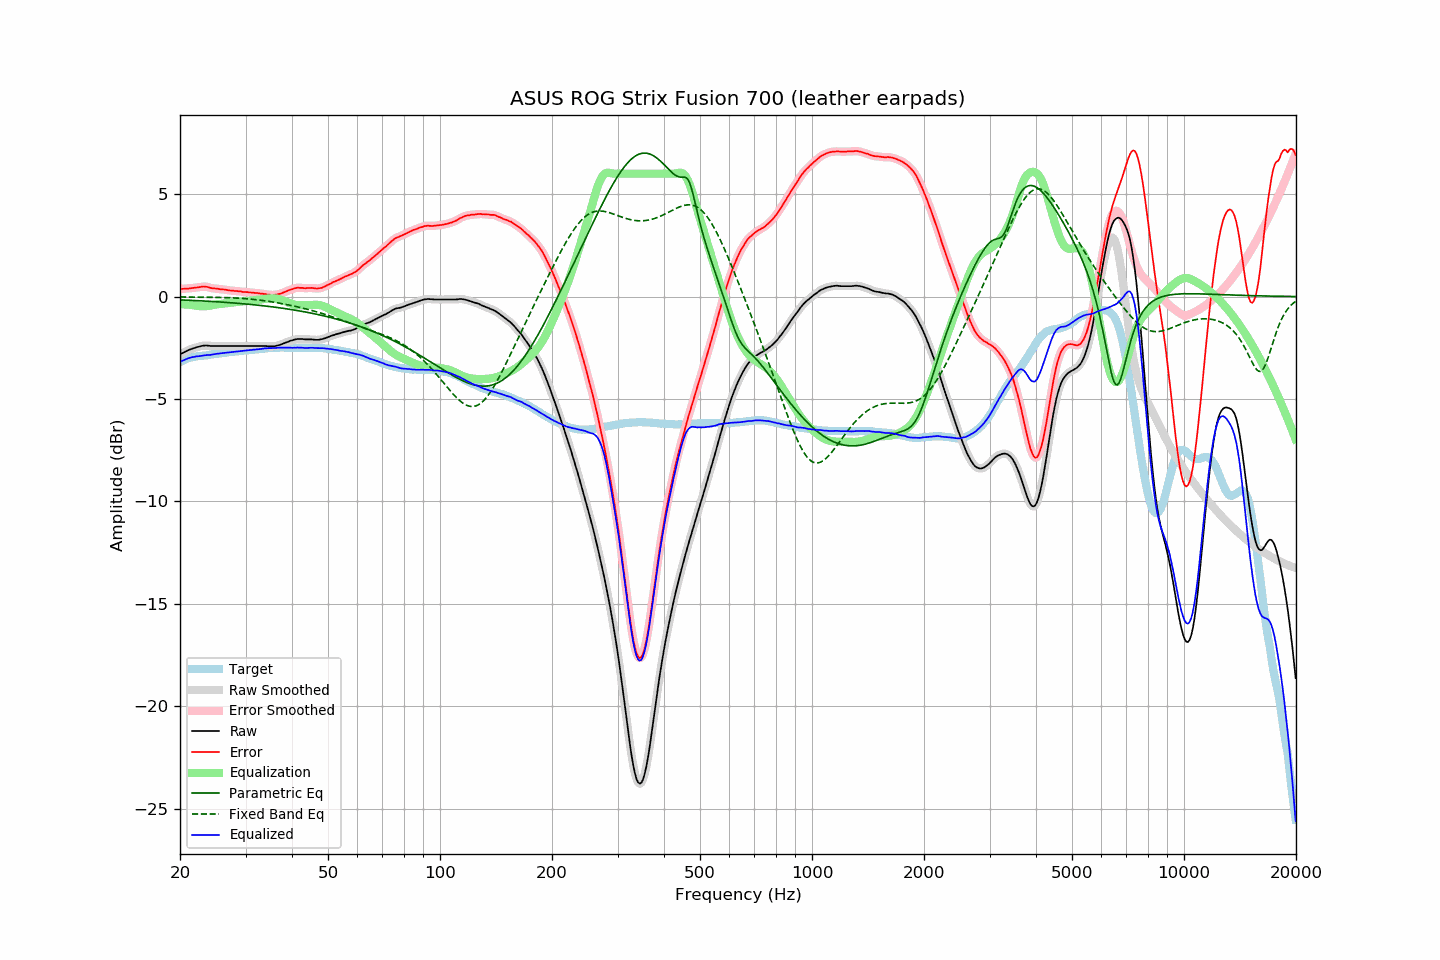 ASUS ROG Strix Fusion 700 (leather earpads)
Amplitude (dBr)
5
0
−5
−10
−15
−20
−25
Target
Raw Smoothed
Error Smoothed
Raw
Error
Equalization
Parametric Eq
Fixed Band Eq
Equalized
20 50 100 200 500 1000 2000 5000 10000 20000
Frequency (Hz)